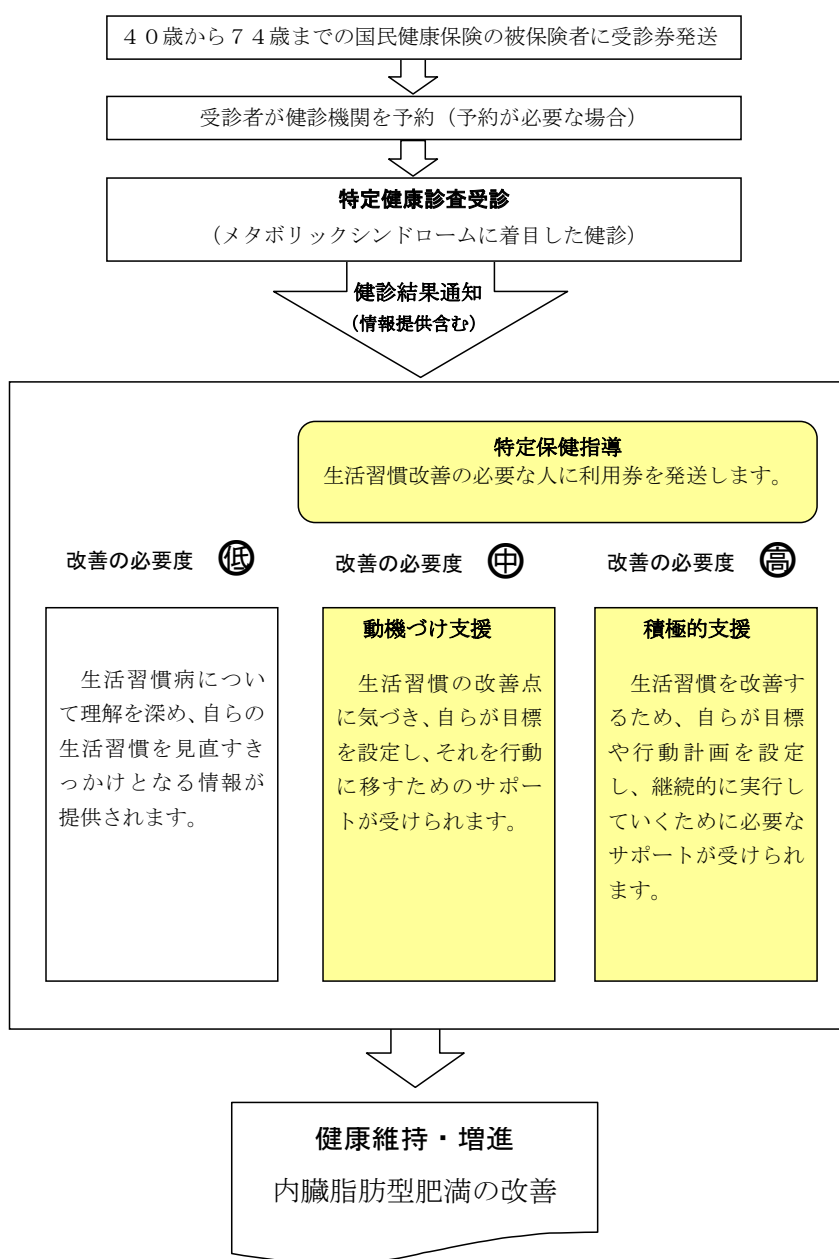 ４０歳から７４歳までの国民健康保険の被保険者に受診券発送
受診者が健診機関を予約（予約が必要な場合）
特定健康診査受診
（メタボリックシンドロームに着目した健診）
健診結果通知
（情報提供含む）
特定保健指導
生活習慣改善の必要な人に利用券を発送します。
改善の必要度 低
生活習慣病につい
て理解を深め、自らの
生活習慣を見直すき
っかけとなる情報が
提供されます。
改善の必要度 中
動機づけ支援
生活習慣の改善点
に気づき、自らが目標
を設定し、それを行動
に移すためのサポー
トが受けられます。
改善の必要度 高
積極的支援
生活習慣を改善す
るため、自らが目標
や行動計画を設定
し、継続的に実行し
ていくために必要な
サポートが受けられ
ます。
健康維持・増進
内臓脂肪型肥満の改善